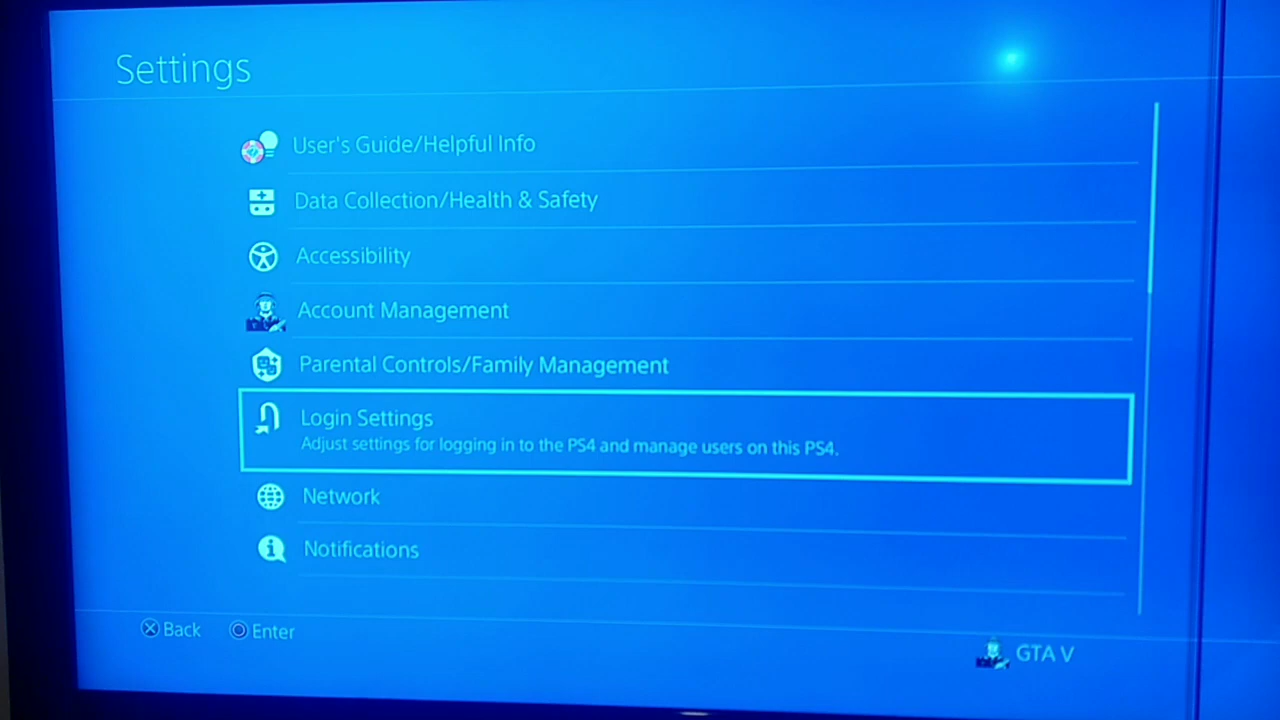 Settings
User's Guide/Helpful Info
Data Collection/Health & Safety
Accessibility
Account Management
Parental Controls/Family Management
Login Settings
Adjust settings for logging in to the PS4 and manage users on this PS4.
Network
Notifications
Back Enter
GTA V